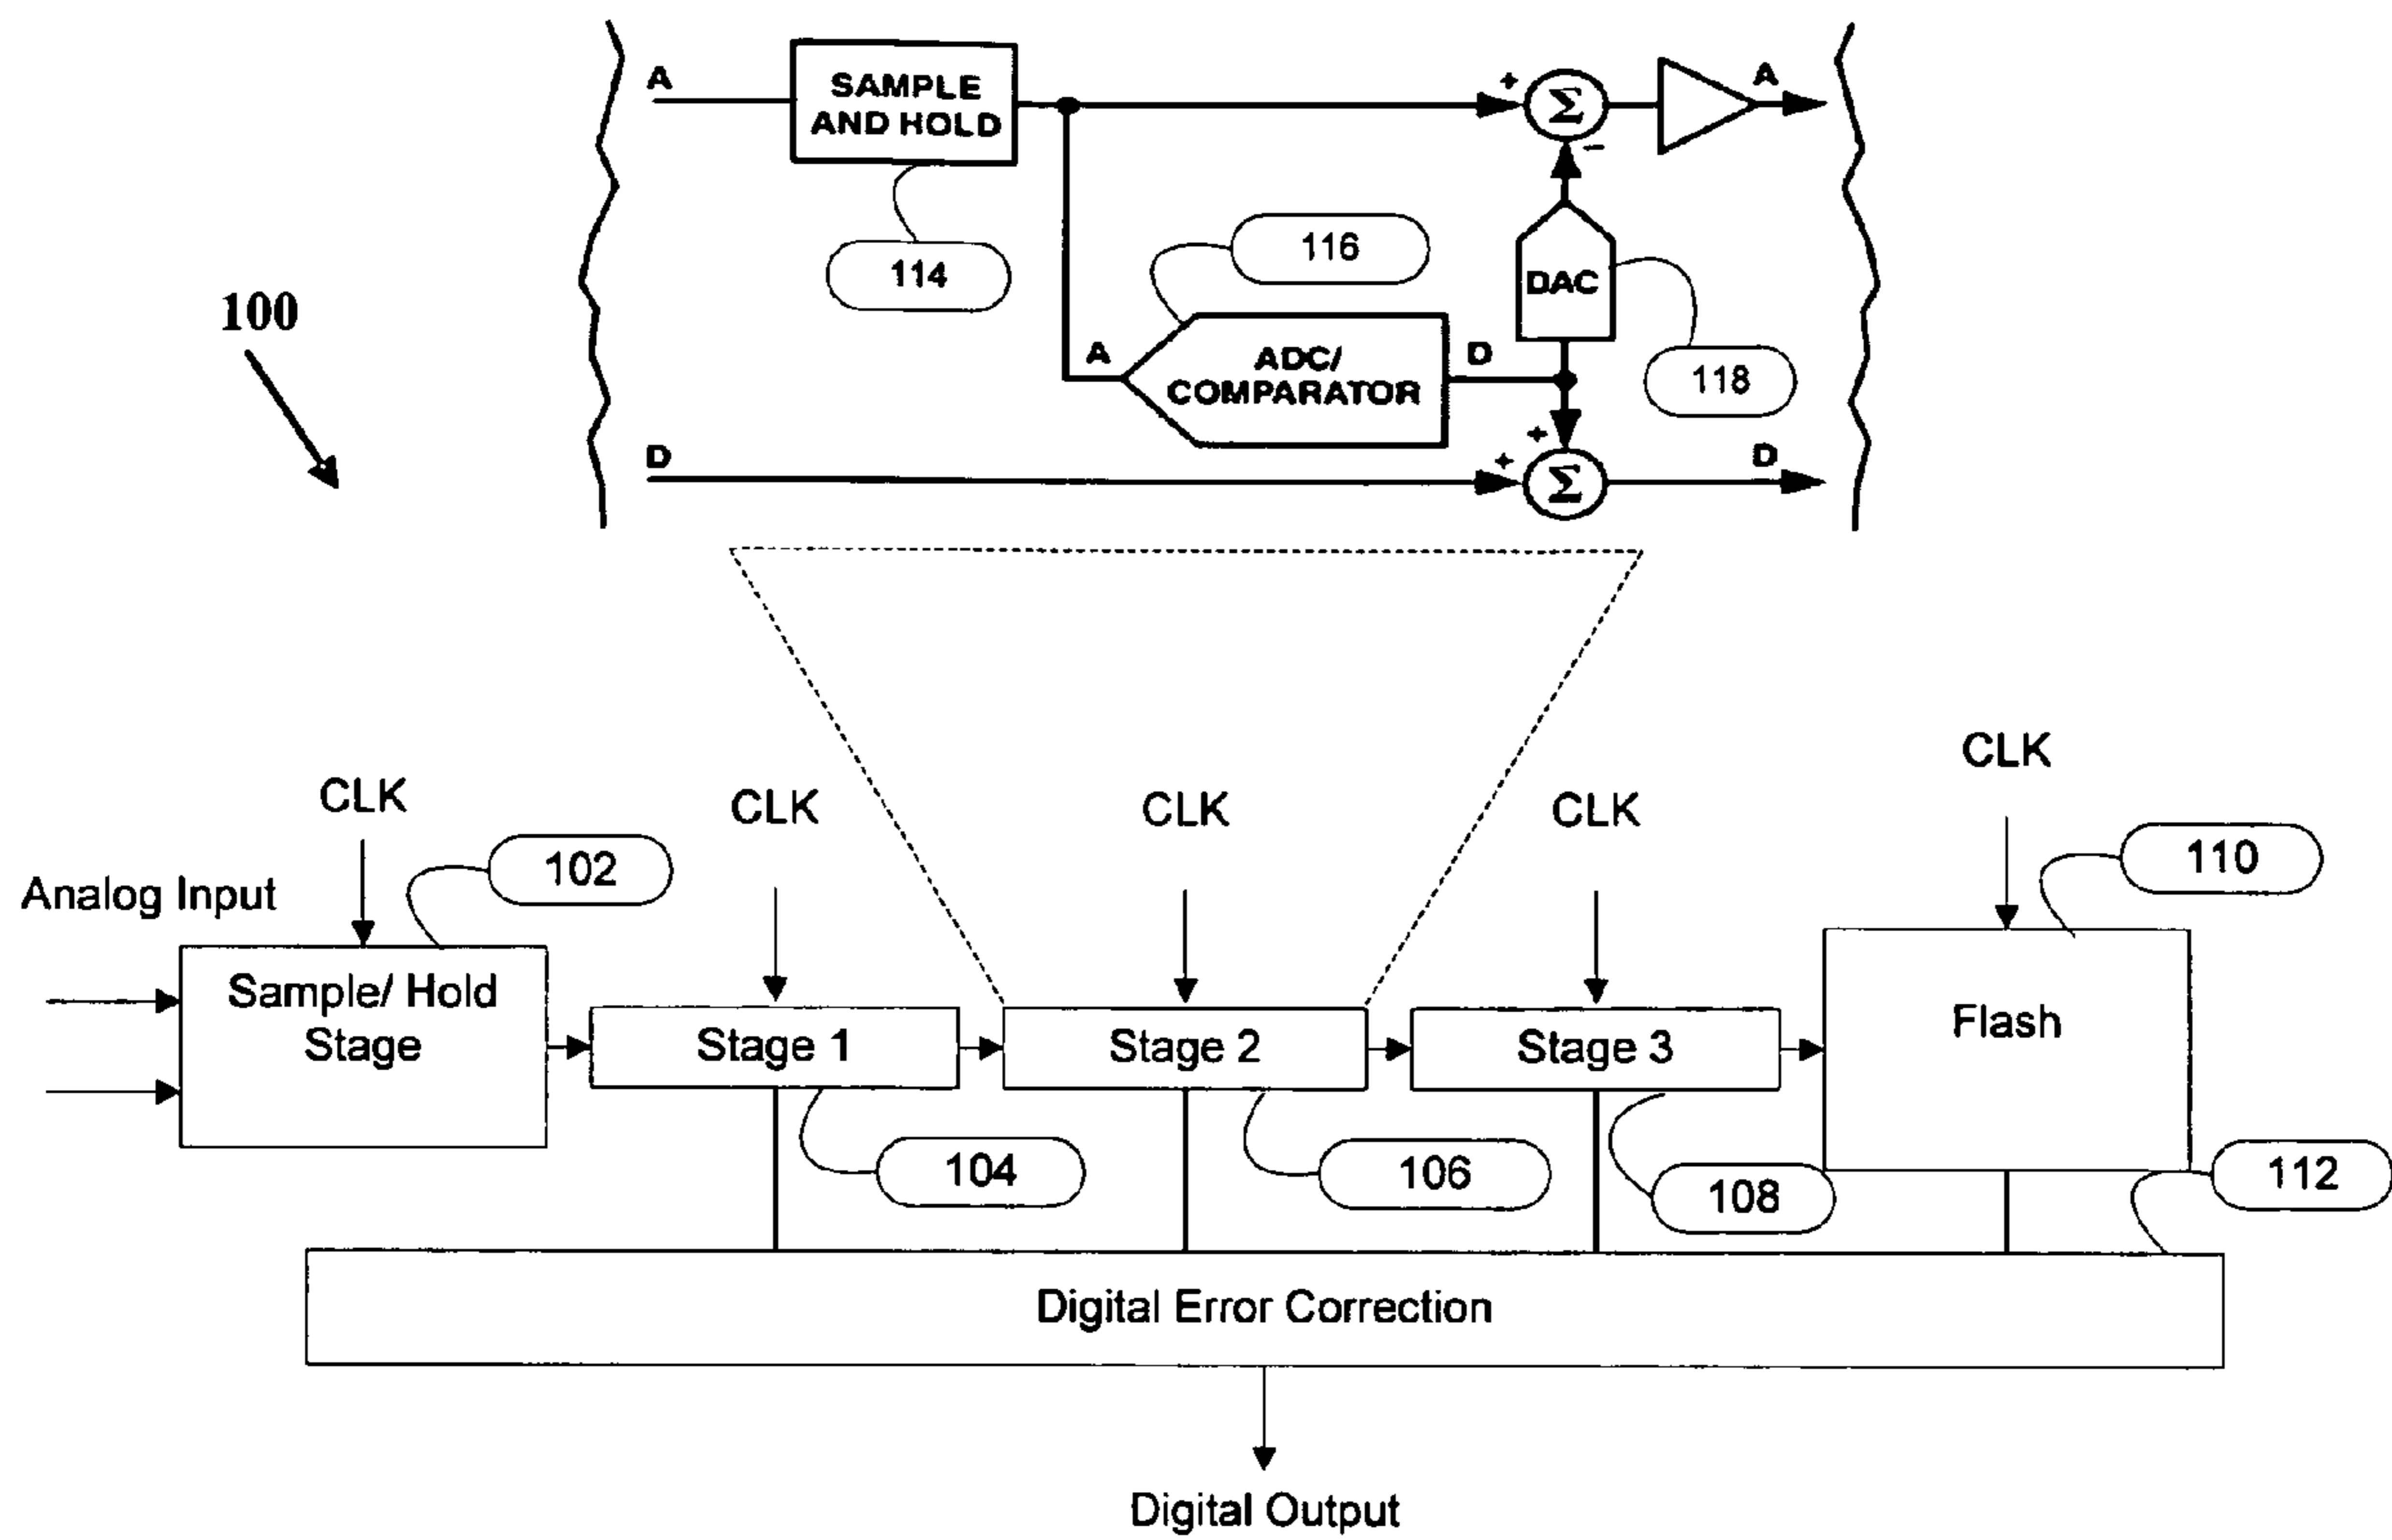 A
SAMPLE
AND HOLD
+
Σ
A
−
114
116
DAC
118
100
A
ADC/
COMPARATOR
D
+
D
+
Σ
D
CLK
CLK
CLK
CLK
CLK
102
110
Analog Input
Sample/ Hold
Stage
Stage 1
Stage 2
Stage 3
Flash
104
106
108
112
Digital Error Correction
Digital Output